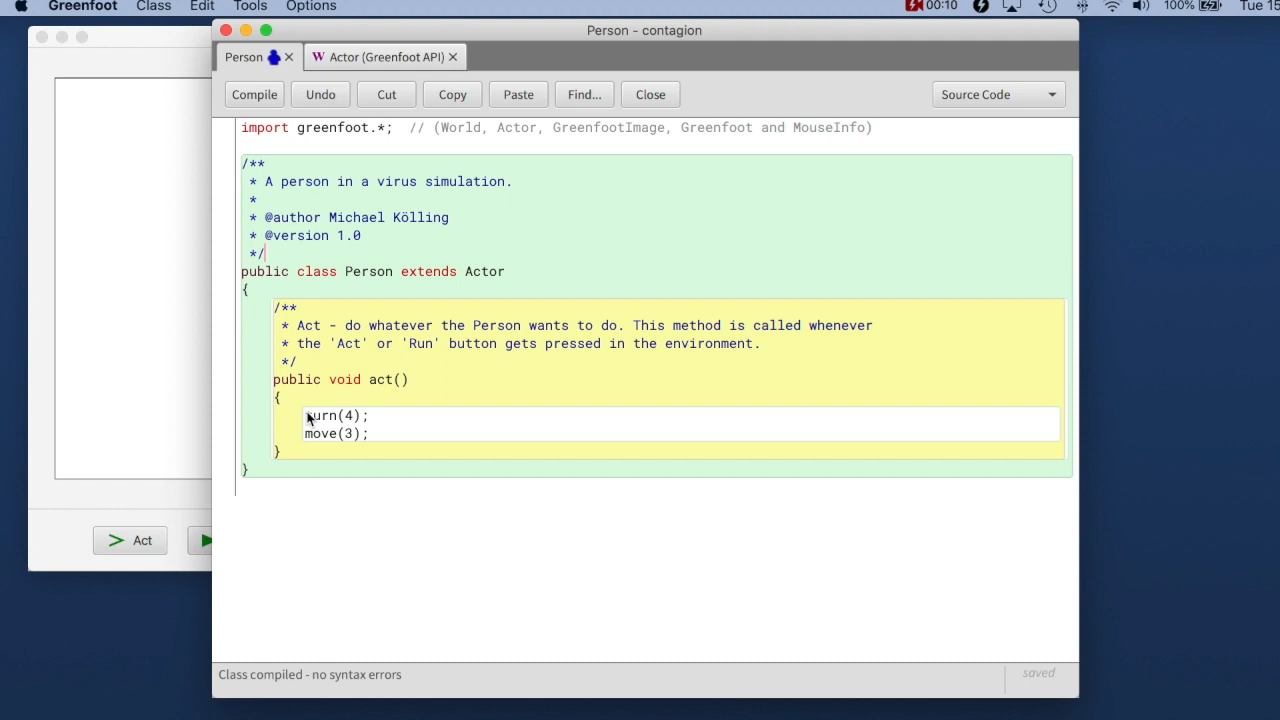 Greenfoot Class Edit Tools Options 00:10 100% Tue 15
Person - contagion
Person Actor (Greenfoot API)
Compile Undo Cut Copy Paste Find... Close Source Code
import greenfoot.*; // (World, Actor, GreenfootImage, Greenfoot and MouseInfo)
/**
* A person in a virus simulation.
*
* @author Michael Kölling
* @version 1.0
*/
public class Person extends Actor
{
/**
* Act - do whatever the Person wants to do. This method is called whenever
* the 'Act' or 'Run' button gets pressed in the environment.
*/
public void act()
{
turn(4);
move(3);
}
}
> Act
Class compiled - no syntax errors saved